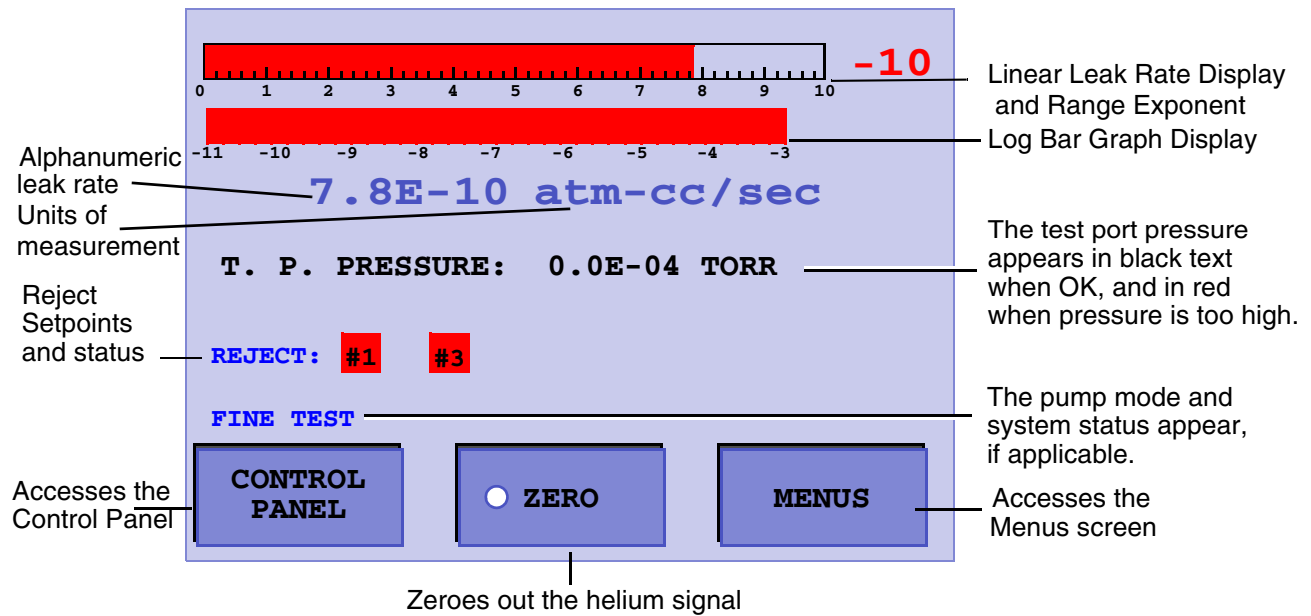 -10
0 1 2 3 4 5 6 7 8 9 10
Linear Leak Rate Display
and Range Exponent
-11 -10 -9 -8 -7 -6 -5 -4 -3
Log Bar Graph Display
Alphanumeric
leak rate
7.8E-10 atm-cc/sec
Units of
measurement
T. P. PRESSURE: 0.0E-04 TORR
The test port pressure
appears in black text
when OK, and in red
when pressure is too high.
Reject
Setpoints
and status
REJECT: #1 #3
FINE TEST
The pump mode and
system status appear,
if applicable.
Accesses the
Control Panel
CONTROL
PANEL
ZERO
MENUS
Accesses the
Menus screen
Zeroes out the helium signal